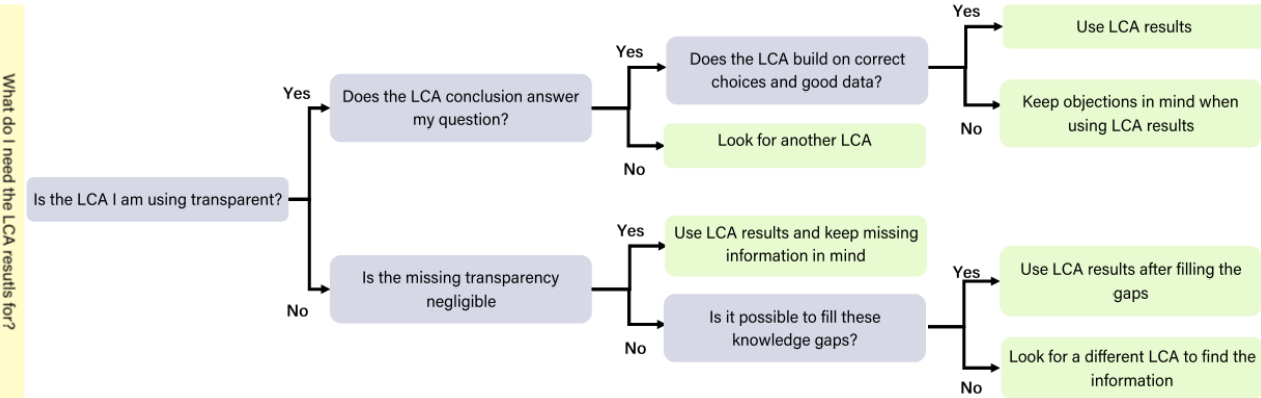 What do I need the LCA resutls for?
Is the LCA I am using transparent?
Yes
No
Does the LCA conclusion answer
my question?
Yes
No
Does the LCA build on correct
choices and good data?
Yes
No
Use LCA results
Keep objections in mind when
using LCA results
Look for another LCA
Is the missing transparency
negligible
Yes
No
Use LCA results and keep missing
information in mind
Is it possible to fill these
knowledge gaps?
Yes
No
Use LCA results after filling the
gaps
Look for a different LCA to find the
information